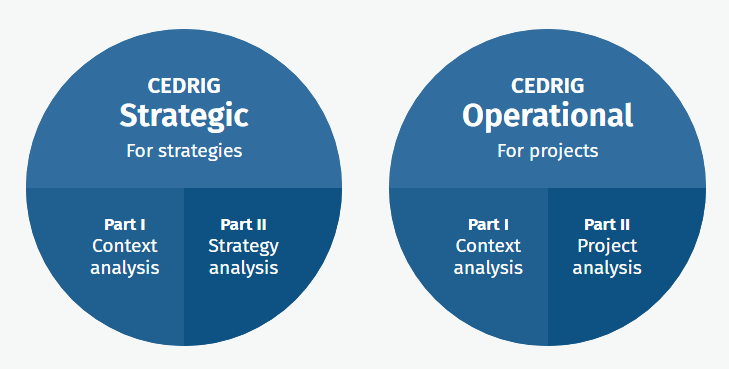 CEDRIG
Strategic
For strategies
Part I
Context
analysis
Part II
Strategy
analysis
CEDRIG
Operational
For projects
Part I
Context
analysis
Part II
Project
analysis